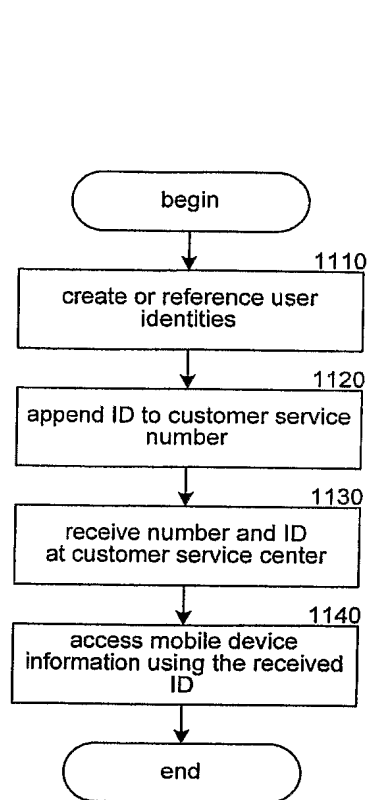 begin
1110
create or reference user
identities
1120
append ID to customer service
number
1130
receive number and ID
at customer service center
1140
access mobile device
information using the received
ID
end